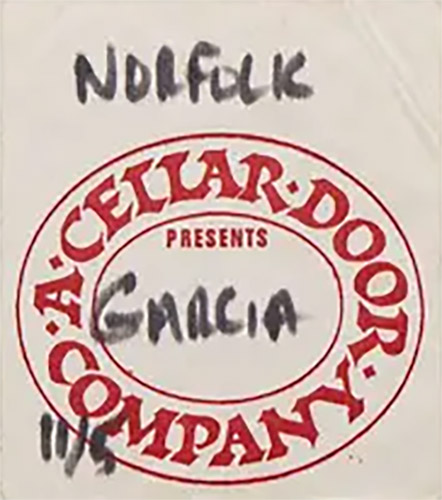 NORFOLK
A·CELLAR·DOOR·
PRESENTS
GARCIA
COMPANY
11/5